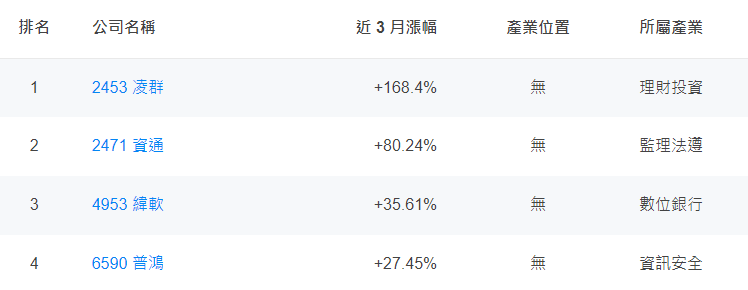 排名 公司名稱 近 3 月漲幅 產業位置 所屬產業
1 2453 凌群 +168.4% 無 理財投資
2 2471 資通 +80.24% 無 監理法遵
3 4953 緯軟 +35.61% 無 數位銀行
4 6590 普鴻 +27.45% 無 資訊安全